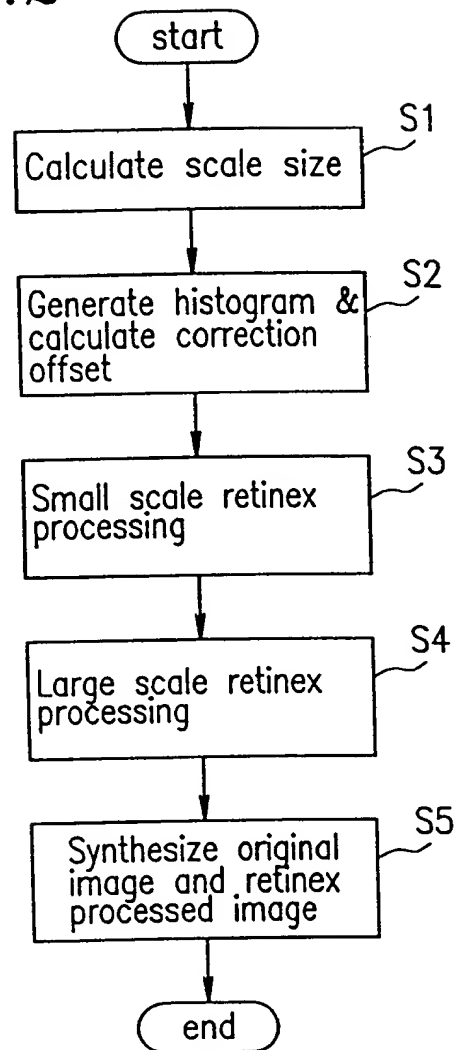 start
S1
Calculate scale size
S2
Generate histogram &
calculate correction
offset
S3
Small scale retinex
processing
S4
Large scale retinex
processing
S5
Synthesize original
image and retinex
processed image
end